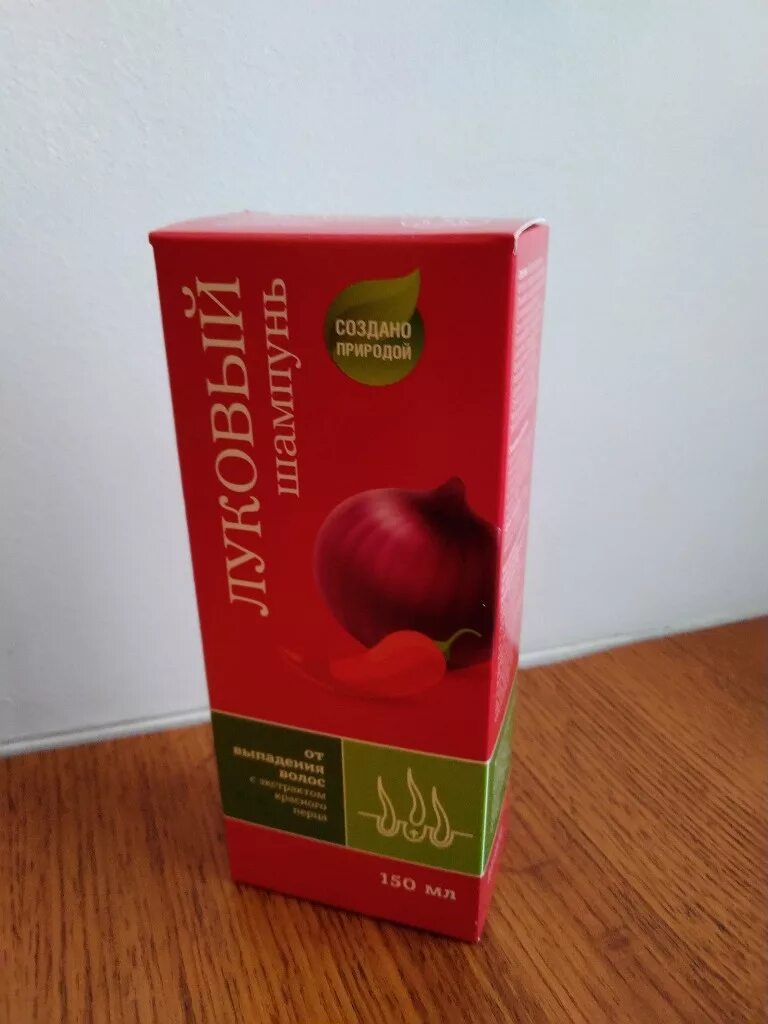 ЛУКОВЫЙ
шампунь
СОЗДАНО
ПРИРОДОЙ
от
выпадения
волос
с экстрактом
красного
перца
150 мл